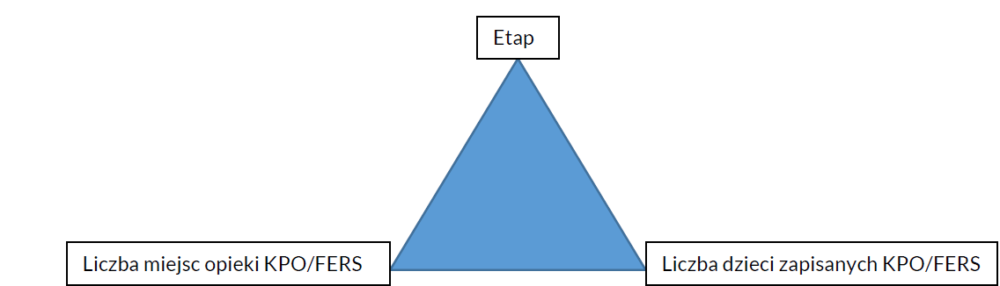 Etap
Liczba miejsc opieki KPO/FERS
Liczba dzieci zapisanych KPO/FERS